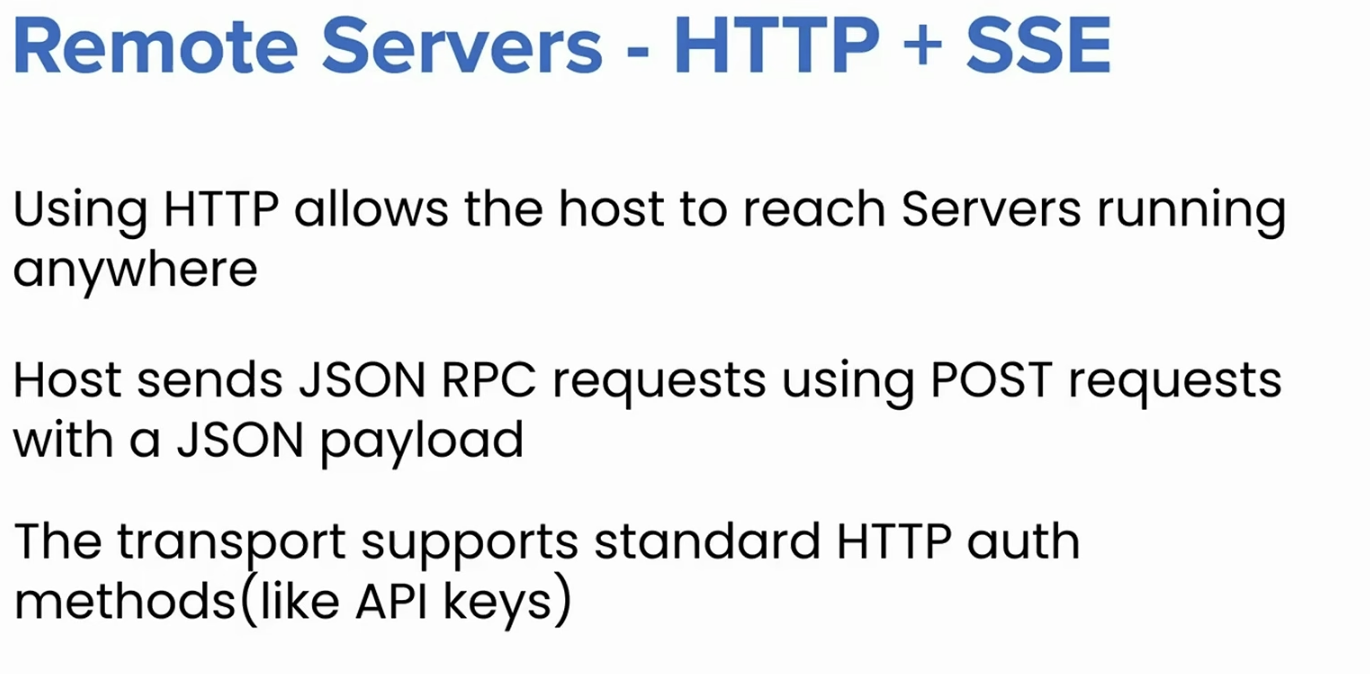 Remote Servers - HTTP + SSE
Using HTTP allows the host to reach Servers running
anywhere
Host sends JSON RPC requests using POST requests
with a JSON payload
The transport supports standard HTTP auth
methods(like API keys)